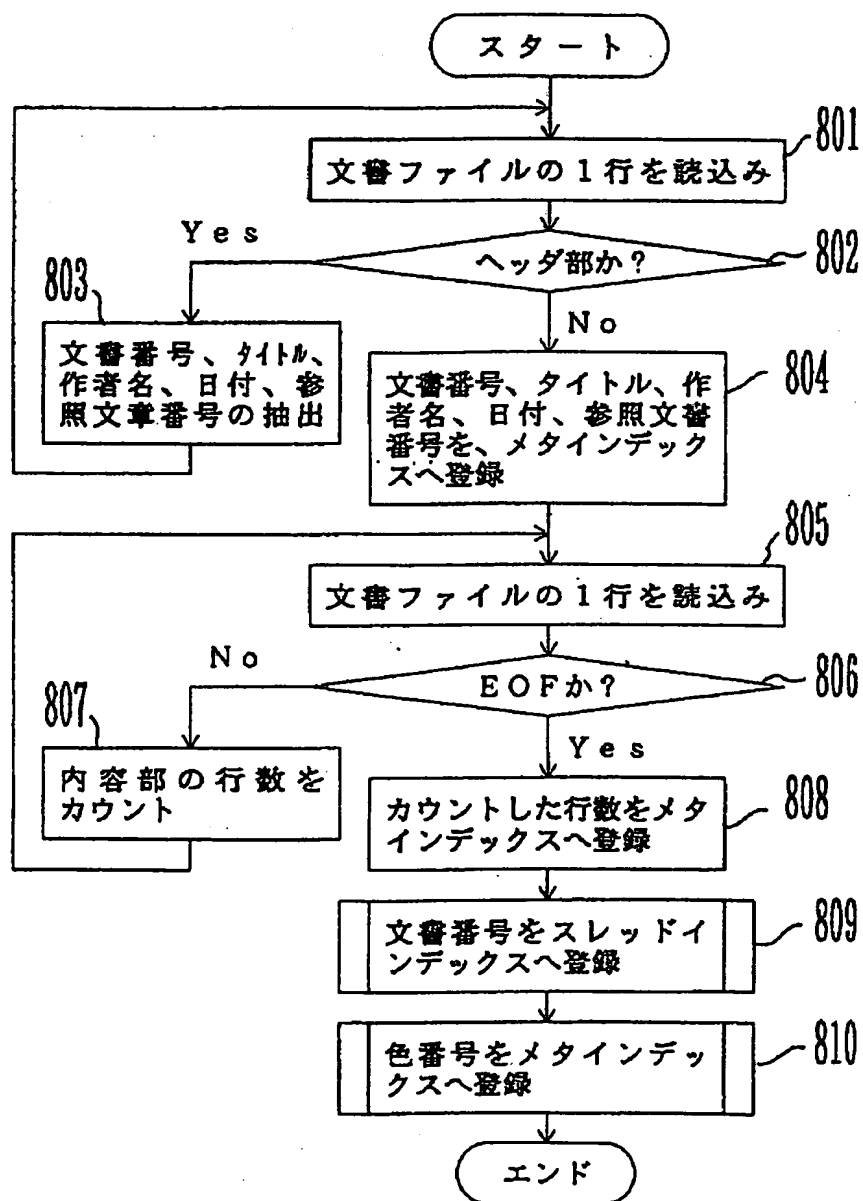 スタート
801
文書ファイルの1行を読込み
Yes
802
ヘッダ部か?
803
No
文書番号、タイトル、
作者名、日付、参
照文章番号の抽出
804
文書番号、タイトル、作
者名、日付、参照文書
番号を、メタインデック
スへ登録
805
文書ファイルの1行を読込み
No
806
EOFか?
807
Yes
内容部の行数を
カウント
808
カウントした行数をメタ
インデックスへ登録
809
文書番号をスレッドイ
ンデックスへ登録
810
色番号をメタインデッ
クスへ登録
エンド